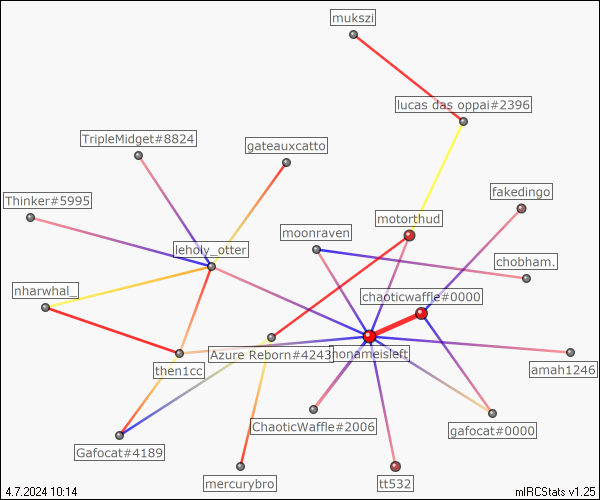 mukszi
lucas das oppai#2396
TripleMidget#8824
gateauxcatto
Thinker#5995
fakedingo
motorthud
moonraven
leholy_otter
chobham.
nharwhal_
chaoticwaffle#0000
Azure Reborn#4243
nonameisleft
then1cc
amah1246
ChaoticWaffle#2006
gafocat#0000
Gafocat#4189
mercurybro
tt532
4.7.2024 10:14
mIRCStats v1.25